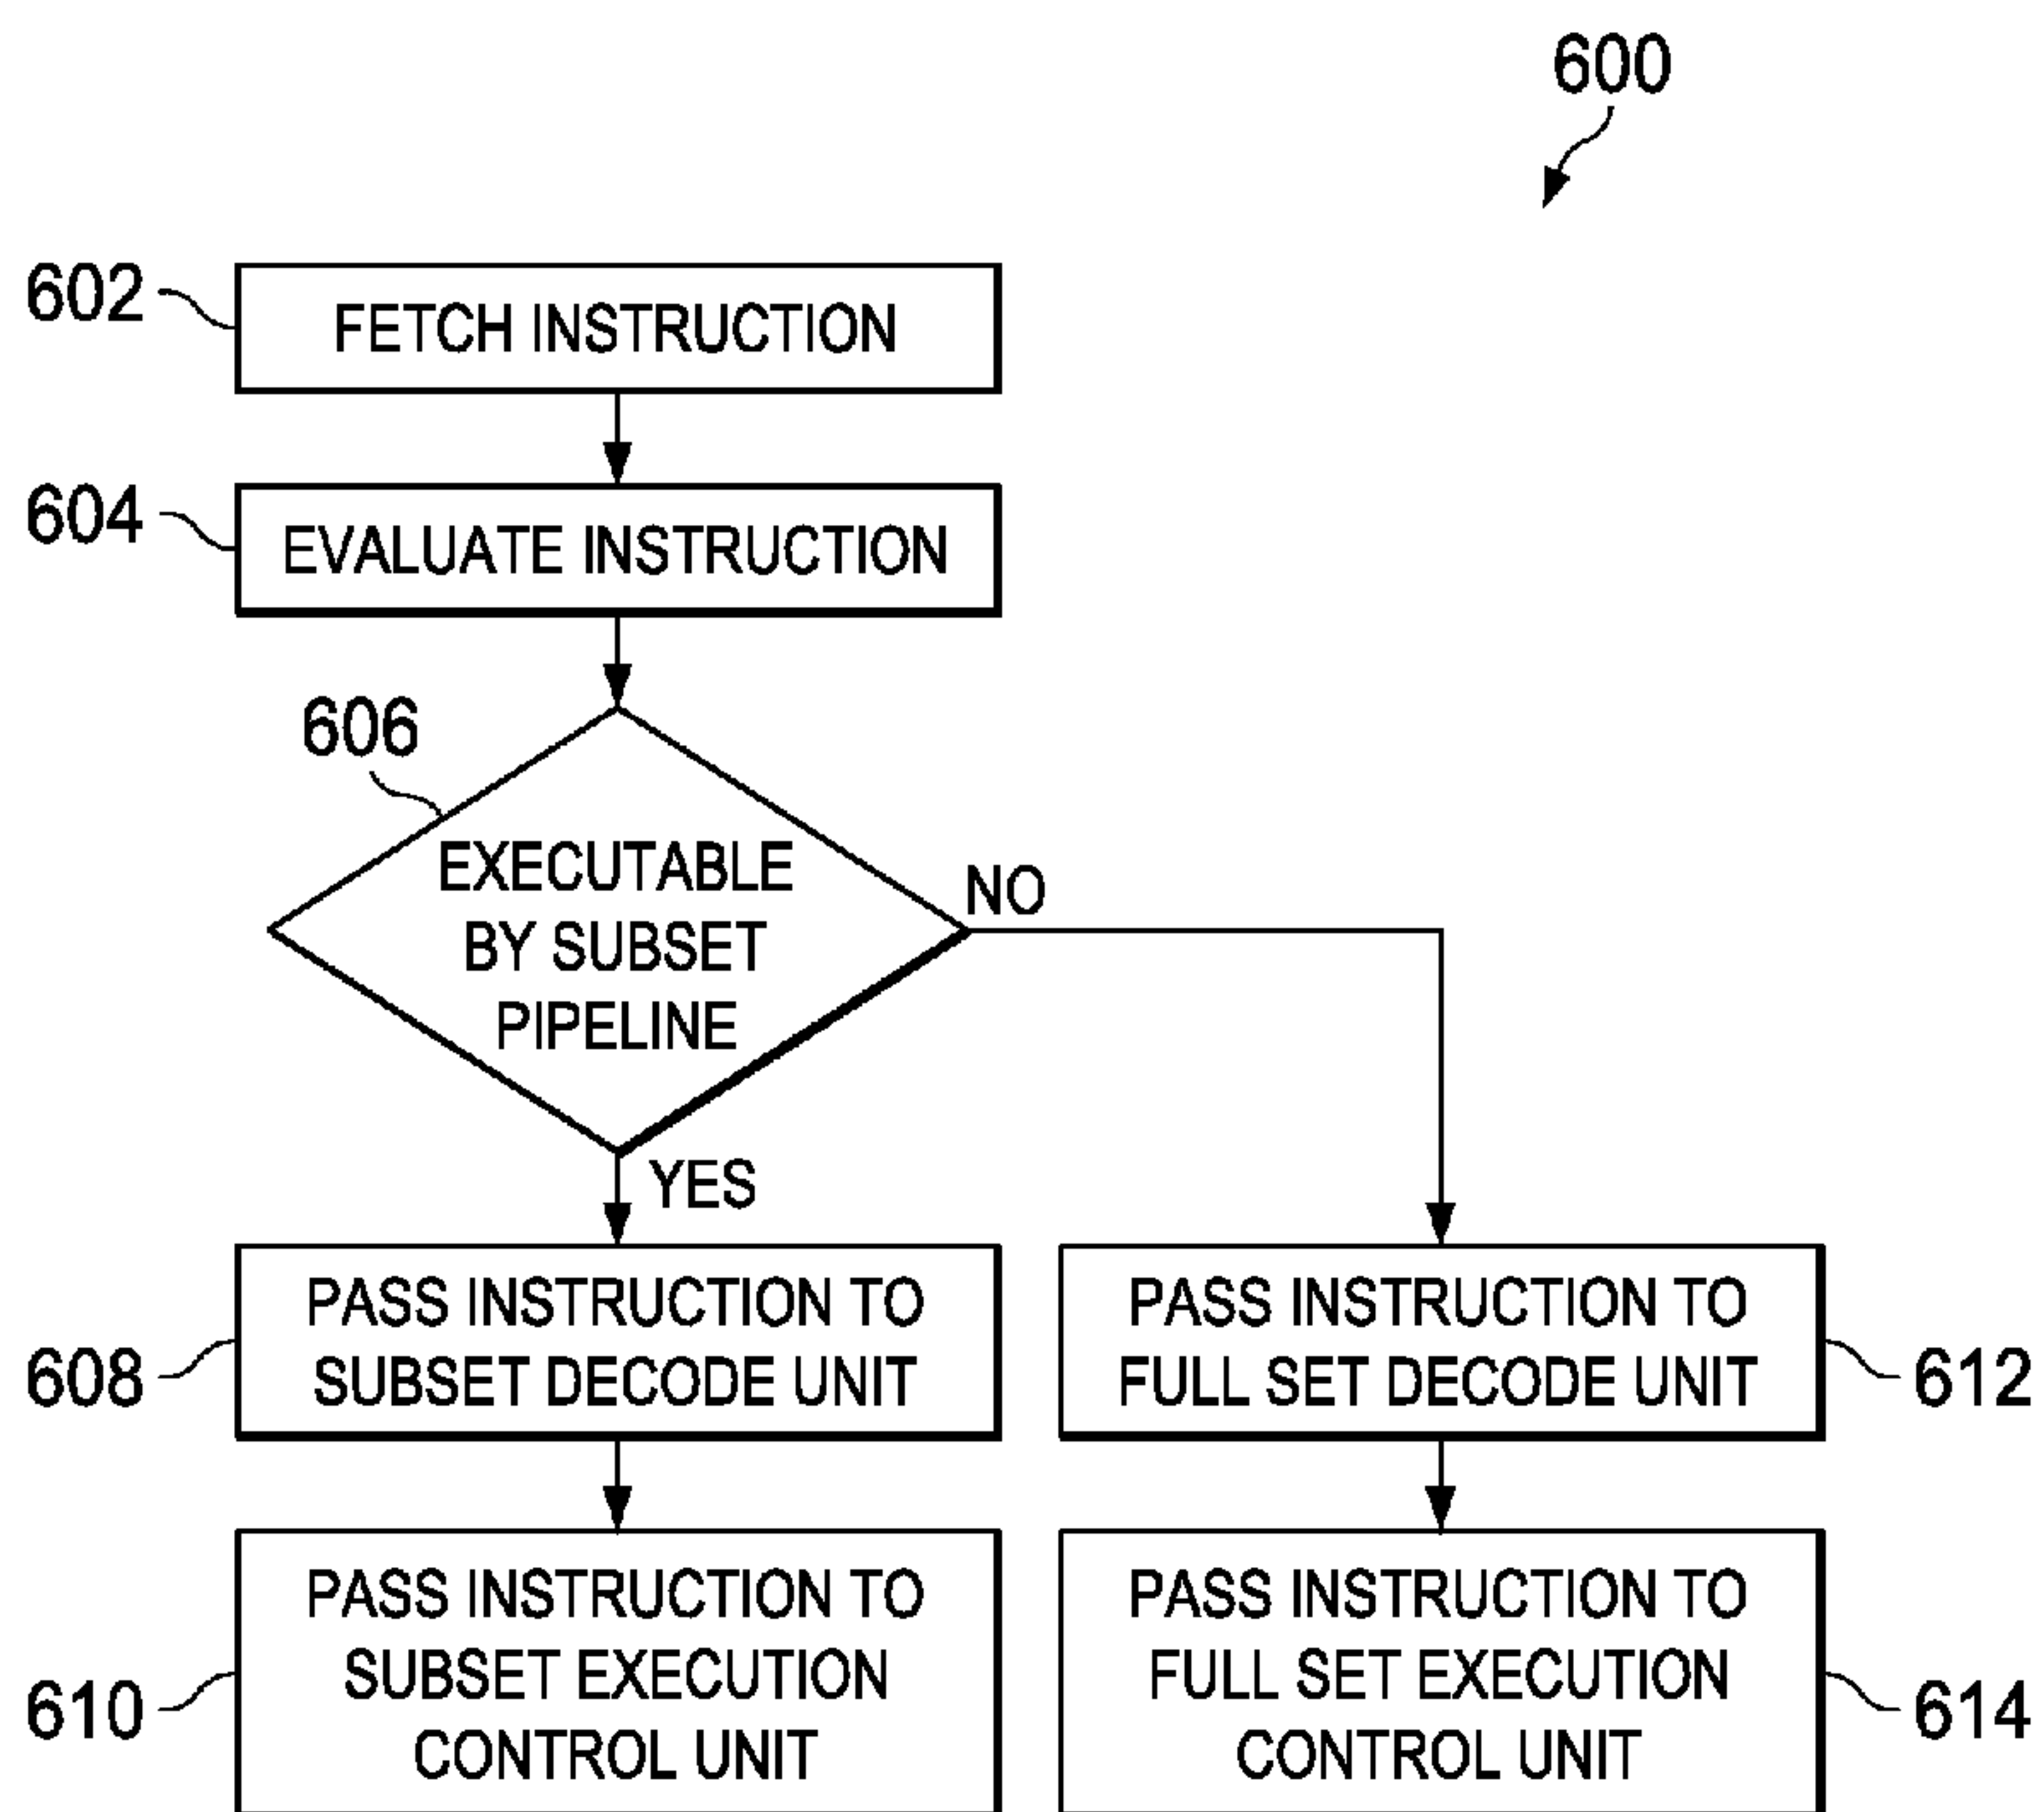 600
602
FETCH INSTRUCTION
604
EVALUATE INSTRUCTION
606
EXECUTABLE
BY SUBSET
PIPELINE
NO
YES
608
PASS INSTRUCTION TO
SUBSET DECODE UNIT
PASS INSTRUCTION TO
FULL SET DECODE UNIT
612
610
PASS INSTRUCTION TO
SUBSET EXECUTION
CONTROL UNIT
PASS INSTRUCTION TO
FULL SET EXECUTION
CONTROL UNIT
614